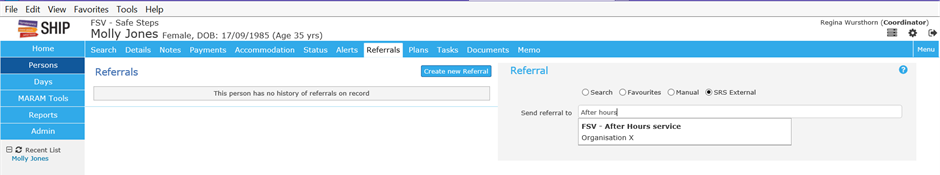 File Edit View Favorites Tools Help
SHIP
FSV - Safe Steps
Molly Jones Female, DOB: 17/09/1985 (Age 35 yrs)
Regina Wursthorn (Coordinator)
Home
Persons
Days
MARAM Tools
Reports
Admin
Recent List
Molly Jones
Search Details Notes Payments Accommodation Status Alerts Referrals Plans Tasks Documents Memo
Menu
Referrals
Create new Referral
This person has no history of referrals on record
Referral
?
Search Favourites Manual SRS External
Send referral to After hours
FSV - After Hours service
Organisation X